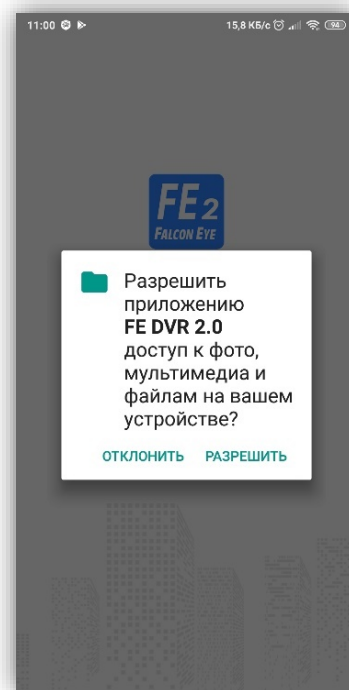 11:00 15,8 КБ/с 94
FE 2
FALCON EYE
Разрешить
приложению
FE DVR 2.0
доступ к фото,
мультимедиа и
файлам на вашем
устройстве?
ОТКЛОНИТЬ РАЗРЕШИТЬ